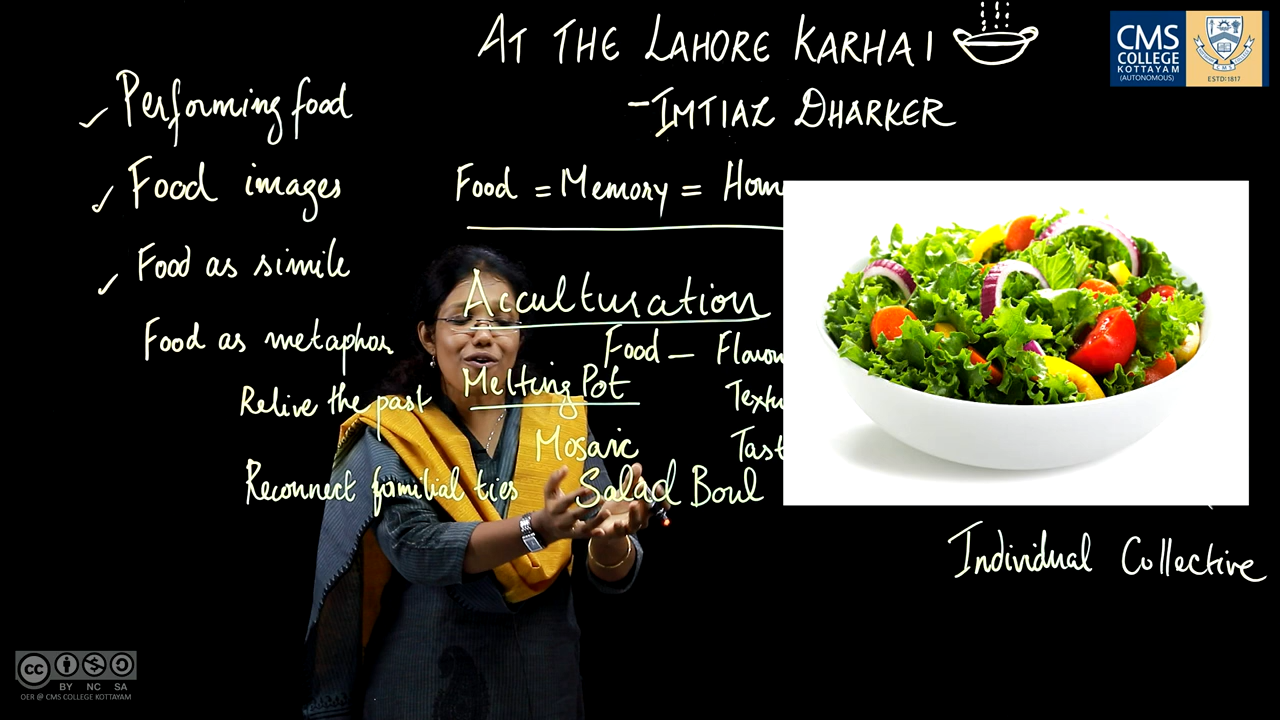 AT THE LAHORE KARHAI
- IMTIAZ DHARKER
CMS
COLLEGE
KOTTAYAM
(AUTONOMOUS)
ESTD:1817
✓ Performing food
✓ Food images
✓ Food as simile
Food as metaphor
Relive the past
Reconnect familial ties
Food = Memory = Hom
Acculturation
Food – Flavou
Melting Pot
Textu
Mosaic
Tast
Salad Bowl
Individual Collective
cc
BY NC SA
OER @ CMS COLLEGE KOTTAYAM